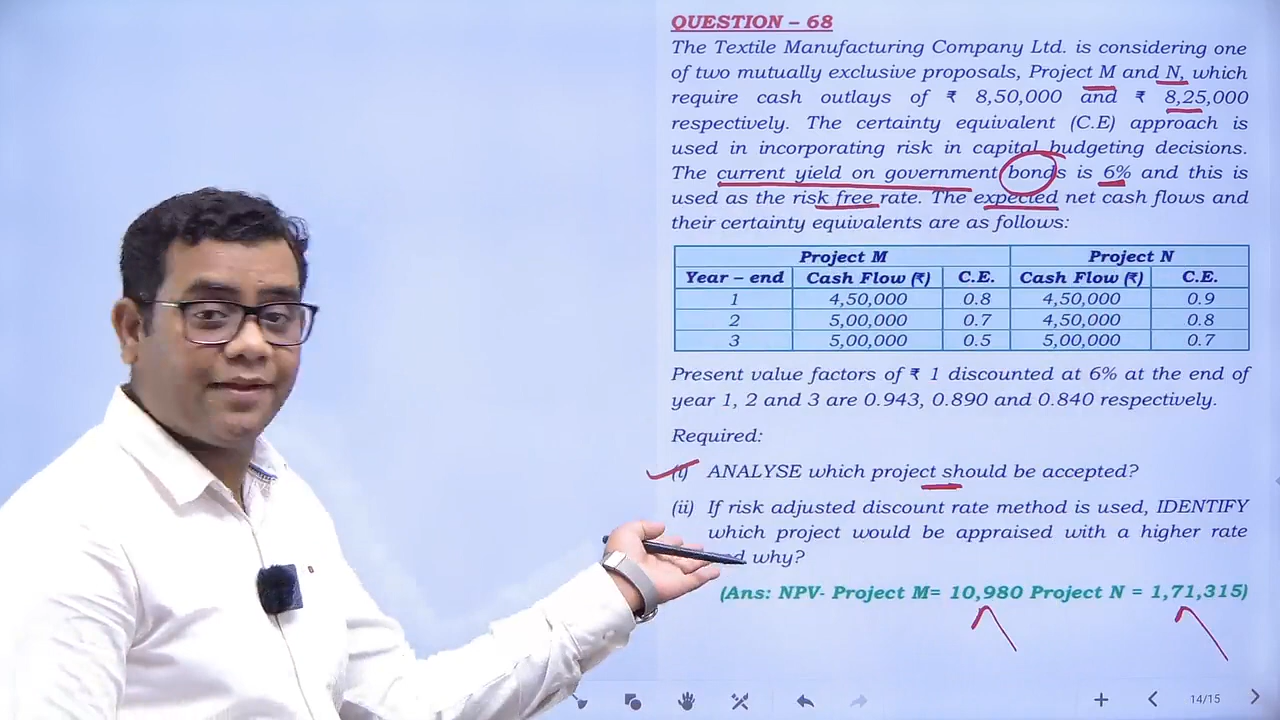 QUESTION – 68
The Textile Manufacturing Company Ltd. is considering one
of two mutually exclusive proposals, Project M and N, which
require cash outlays of ₹ 8,50,000 and ₹ 8,25,000
respectively. The certainty equivalent (C.E) approach is
used in incorporating risk in capital budgeting decisions.
The current yield on government bonds is 6% and this is
used as the risk free rate. The expected net cash flows and
their certainty equivalents are as follows:
Project M Project N
Year – end Cash Flow (₹) C.E. Cash Flow (₹) C.E.
1 4,50,000 0.8 4,50,000 0.9
2 5,00,000 0.7 4,50,000 0.8
3 5,00,000 0.5 5,00,000 0.7
Present value factors of ₹ 1 discounted at 6% at the end of
year 1, 2 and 3 are 0.943, 0.890 and 0.840 respectively.
Required:
(i) ANALYSE which project should be accepted?
(ii) If risk adjusted discount rate method is used, IDENTIFY
which project would be appraised with a higher rate
why?
(Ans: NPV- Project M= 10,980 Project N = 1,71,315)
14/15